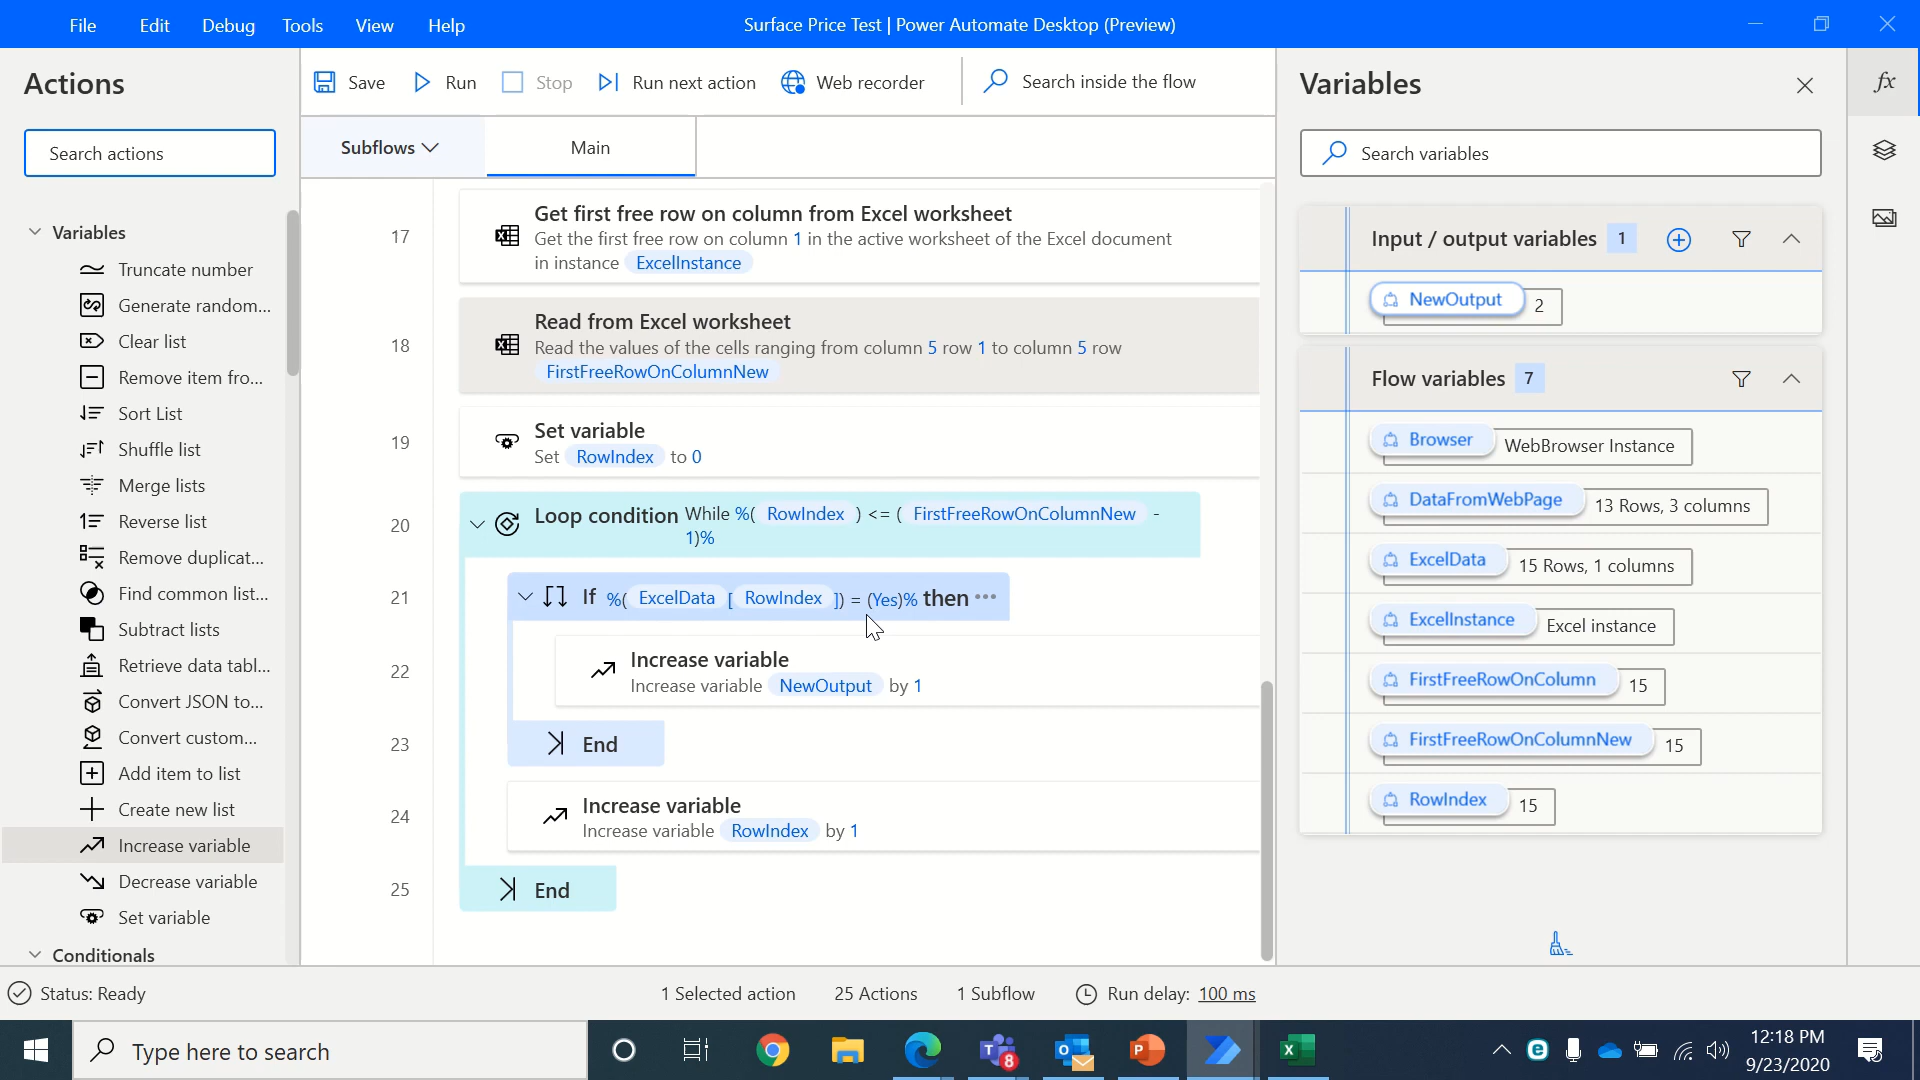 File Edit Debug Tools View Help
Surface Price Test | Power Automate Desktop (Preview)
Actions
Search actions
Variables
Truncate number
Generate random...
Clear list
Remove item fro...
Sort List
Shuffle list
Merge lists
Reverse list
Remove duplicat...
Find common list...
Subtract lists
Retrieve data tabl...
Convert JSON to...
Convert custom...
Add item to list
Create new list
Increase variable
Decrease variable
Set variable
Conditionals
Save Run Stop Run next action Web recorder Search inside the flow
Subflows Main
17
Get first free row on column from Excel worksheet
Get the first free row on column 1 in the active worksheet of the Excel document
in instance ExcelInstance
18
Read from Excel worksheet
Read the values of the cells ranging from column 5 row 1 to column 5 row
FirstFreeRowOnColumnNew
19
Set variable
Set RowIndex to 0
20
Loop condition While %( RowIndex ) <= ( FirstFreeRowOnColumnNew -
1)%
21
If %( ExcelData [ RowIndex ]) = (Yes)% then ...
22
Increase variable
Increase variable NewOutput by 1
23
End
24
Increase variable
Increase variable RowIndex by 1
25
End
Variables
fx
Search variables
Input / output variables 1
NewOutput 2
Flow variables 7
Browser WebBrowser Instance
DataFromWebPage 13 Rows, 3 columns
ExcelData 15 Rows, 1 columns
ExcelInstance Excel instance
FirstFreeRowOnColumn 15
FirstFreeRowOnColumnNew 15
RowIndex 15
Status: Ready
1 Selected action 25 Actions 1 Subflow Run delay: 100 ms
Type here to search
8
12:18 PM
9/23/2020